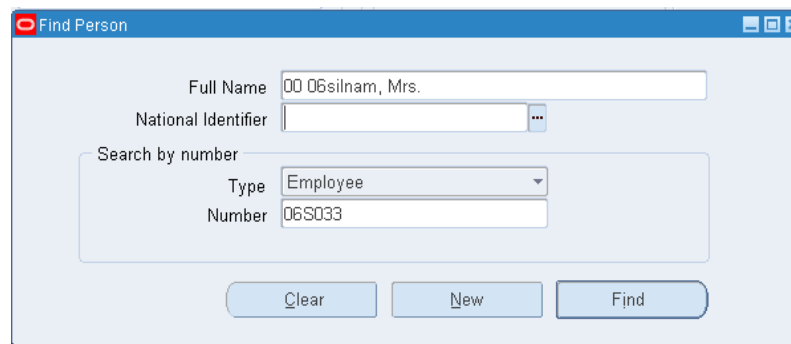 Find Person
Full Name 00 06silnam, Mrs.
National Identifier ...
Search by number
Type Employee
Number 06S033
Clear New Find